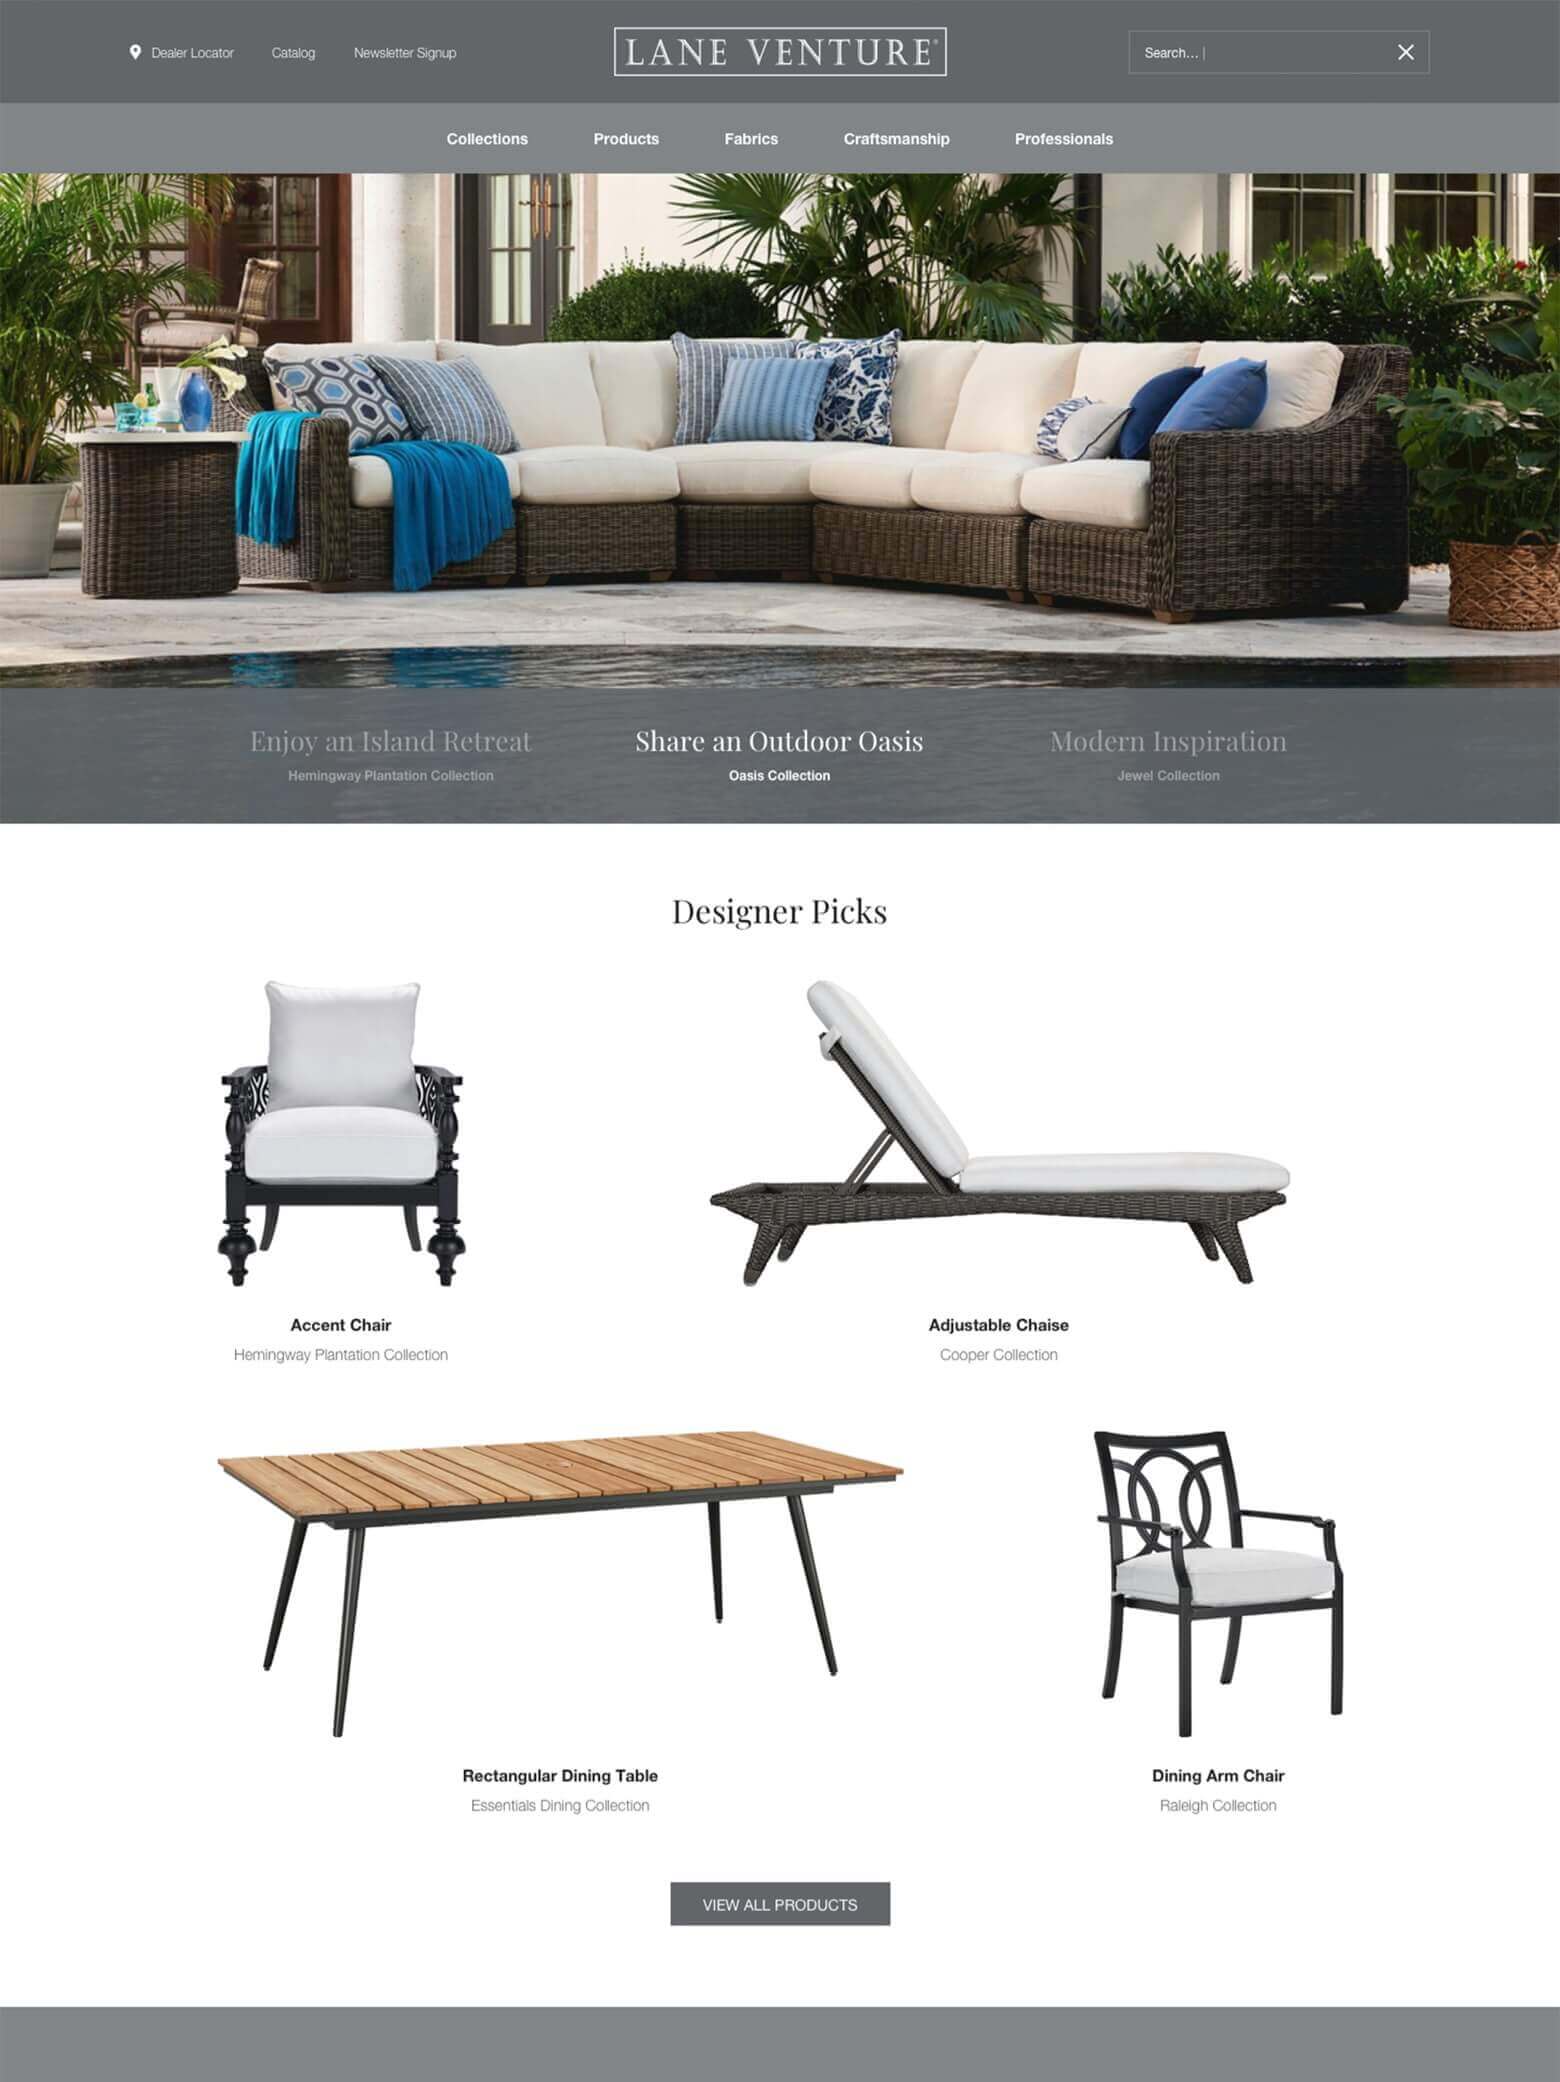 Dealer Locator
Catalog
Newsletter Signup
LANE VENTURE®
Search...
Collections
Products
Fabrics
Craftsmanship
Professionals
Enjoy an Island Retreat
Hemingway Plantation Collection
Share an Outdoor Oasis
Oasis Collection
Modern Inspiration
Jewel Collection
Designer Picks
Accent Chair
Hemingway Plantation Collection
Adjustable Chaise
Cooper Collection
Rectangular Dining Table
Essentials Dining Collection
Dining Arm Chair
Raleigh Collection
VIEW ALL PRODUCTS